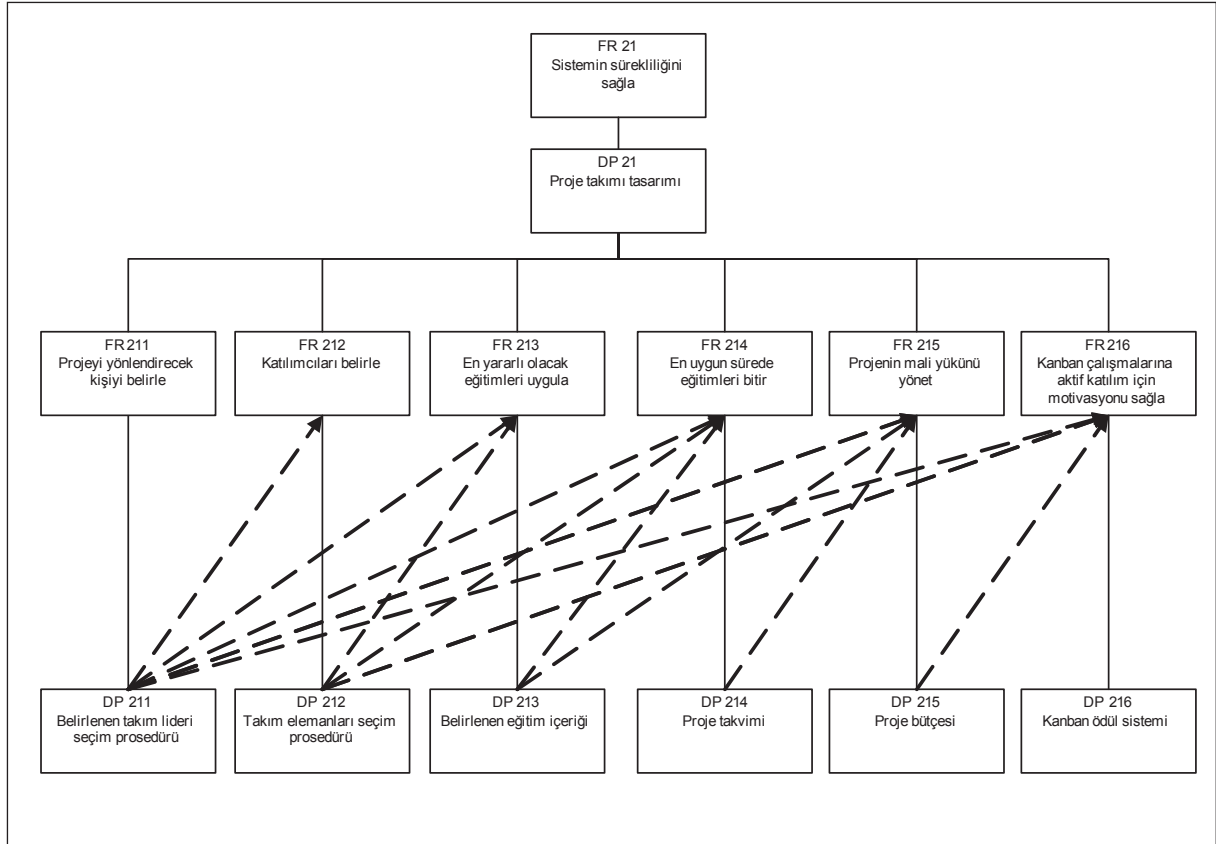 FR 21
Sistemin sürekliliğini
sağla
DP 21
Proje takımı tasarımı
FR 211
Projeyi yönlendirecek
kişiyi belirle
FR 212
Katılımcıları belirle
FR 213
En yararlı olacak
eğitimleri uygula
FR 214
En uygun sürede
eğitimleri bitir
FR 215
Projenin mali yükünü
yönet
FR 216
Kanban çalışmalarına
aktif katılım için
motivasyonu sağla
DP 211
Belirlenen takım lideri
seçim prosedürü
DP 212
Takım elemanları seçim
prosedürü
DP 213
Belirlenen eğitim içeriği
DP 214
Proje takvimi
DP 215
Proje bütçesi
DP 216
Kanban ödül sistemi